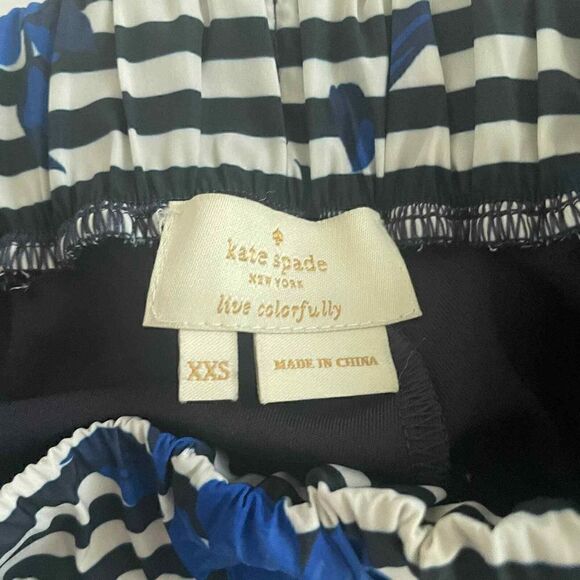 kate spade
NEW YORK
live colorfully
XXS
MADE IN CHINA